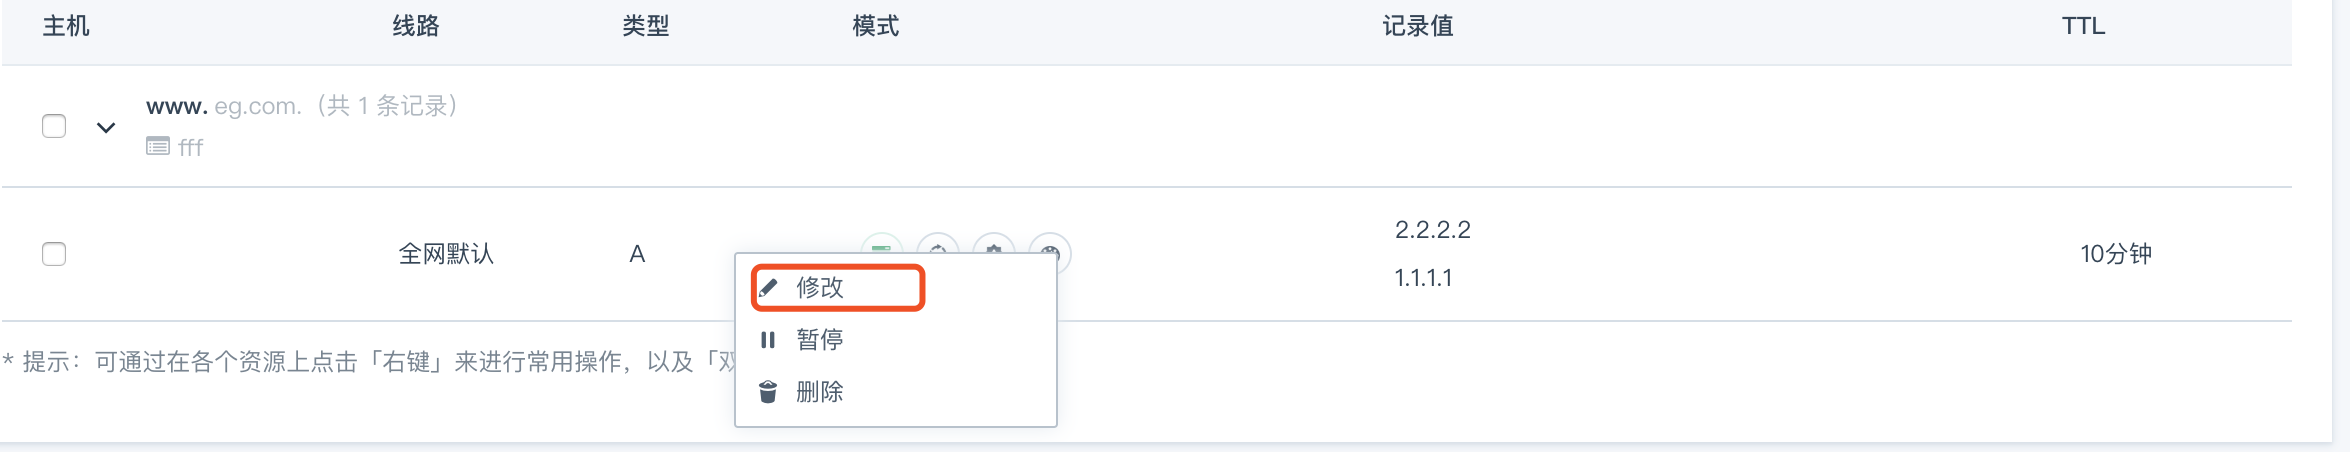 主机 线路 类型 模式 记录值 TTL
www. eg.com.（共 1 条记录）
fff
全网默认 A 2.2.2.2 10分钟
1.1.1.1
修改
暂停
删除
* 提示：可通过在各个资源上点击「右键」来进行常用操作，以及「双